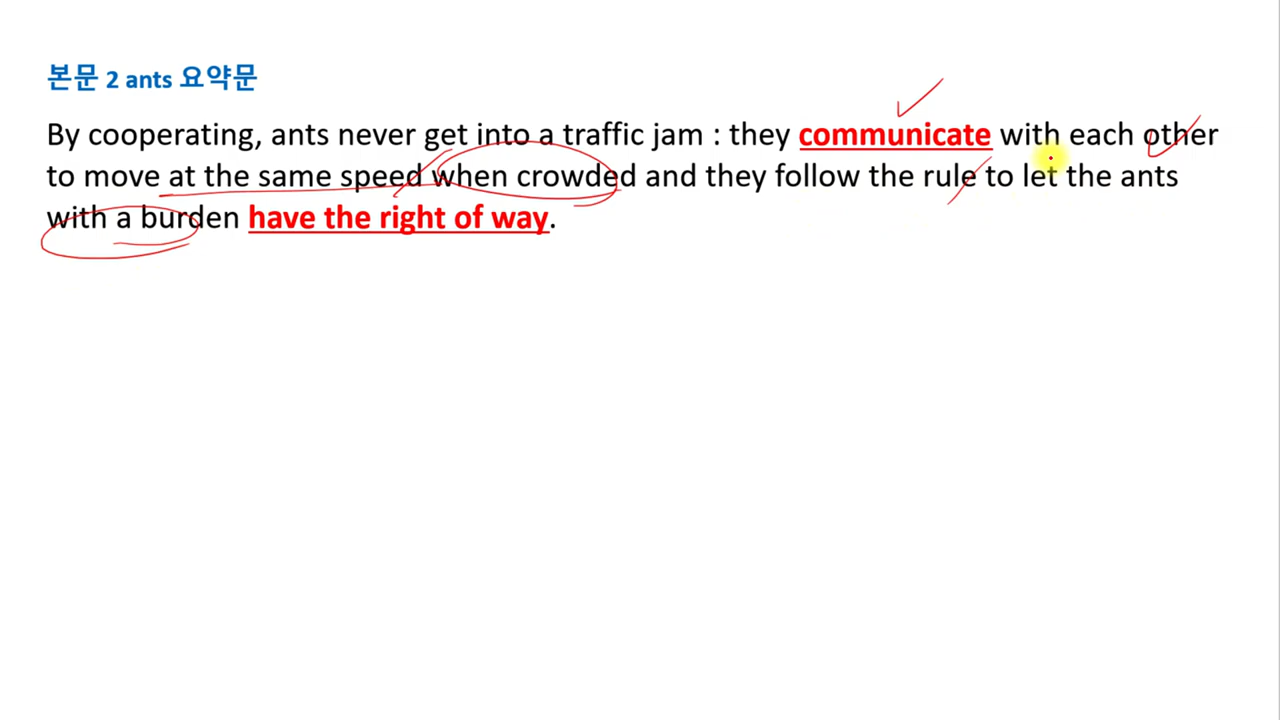 본문 2 ants 요약문
By cooperating, ants never get into a traffic jam : they communicate with each other
to move at the same speed when crowded and they follow the rule to let the ants
with a burden have the right of way.